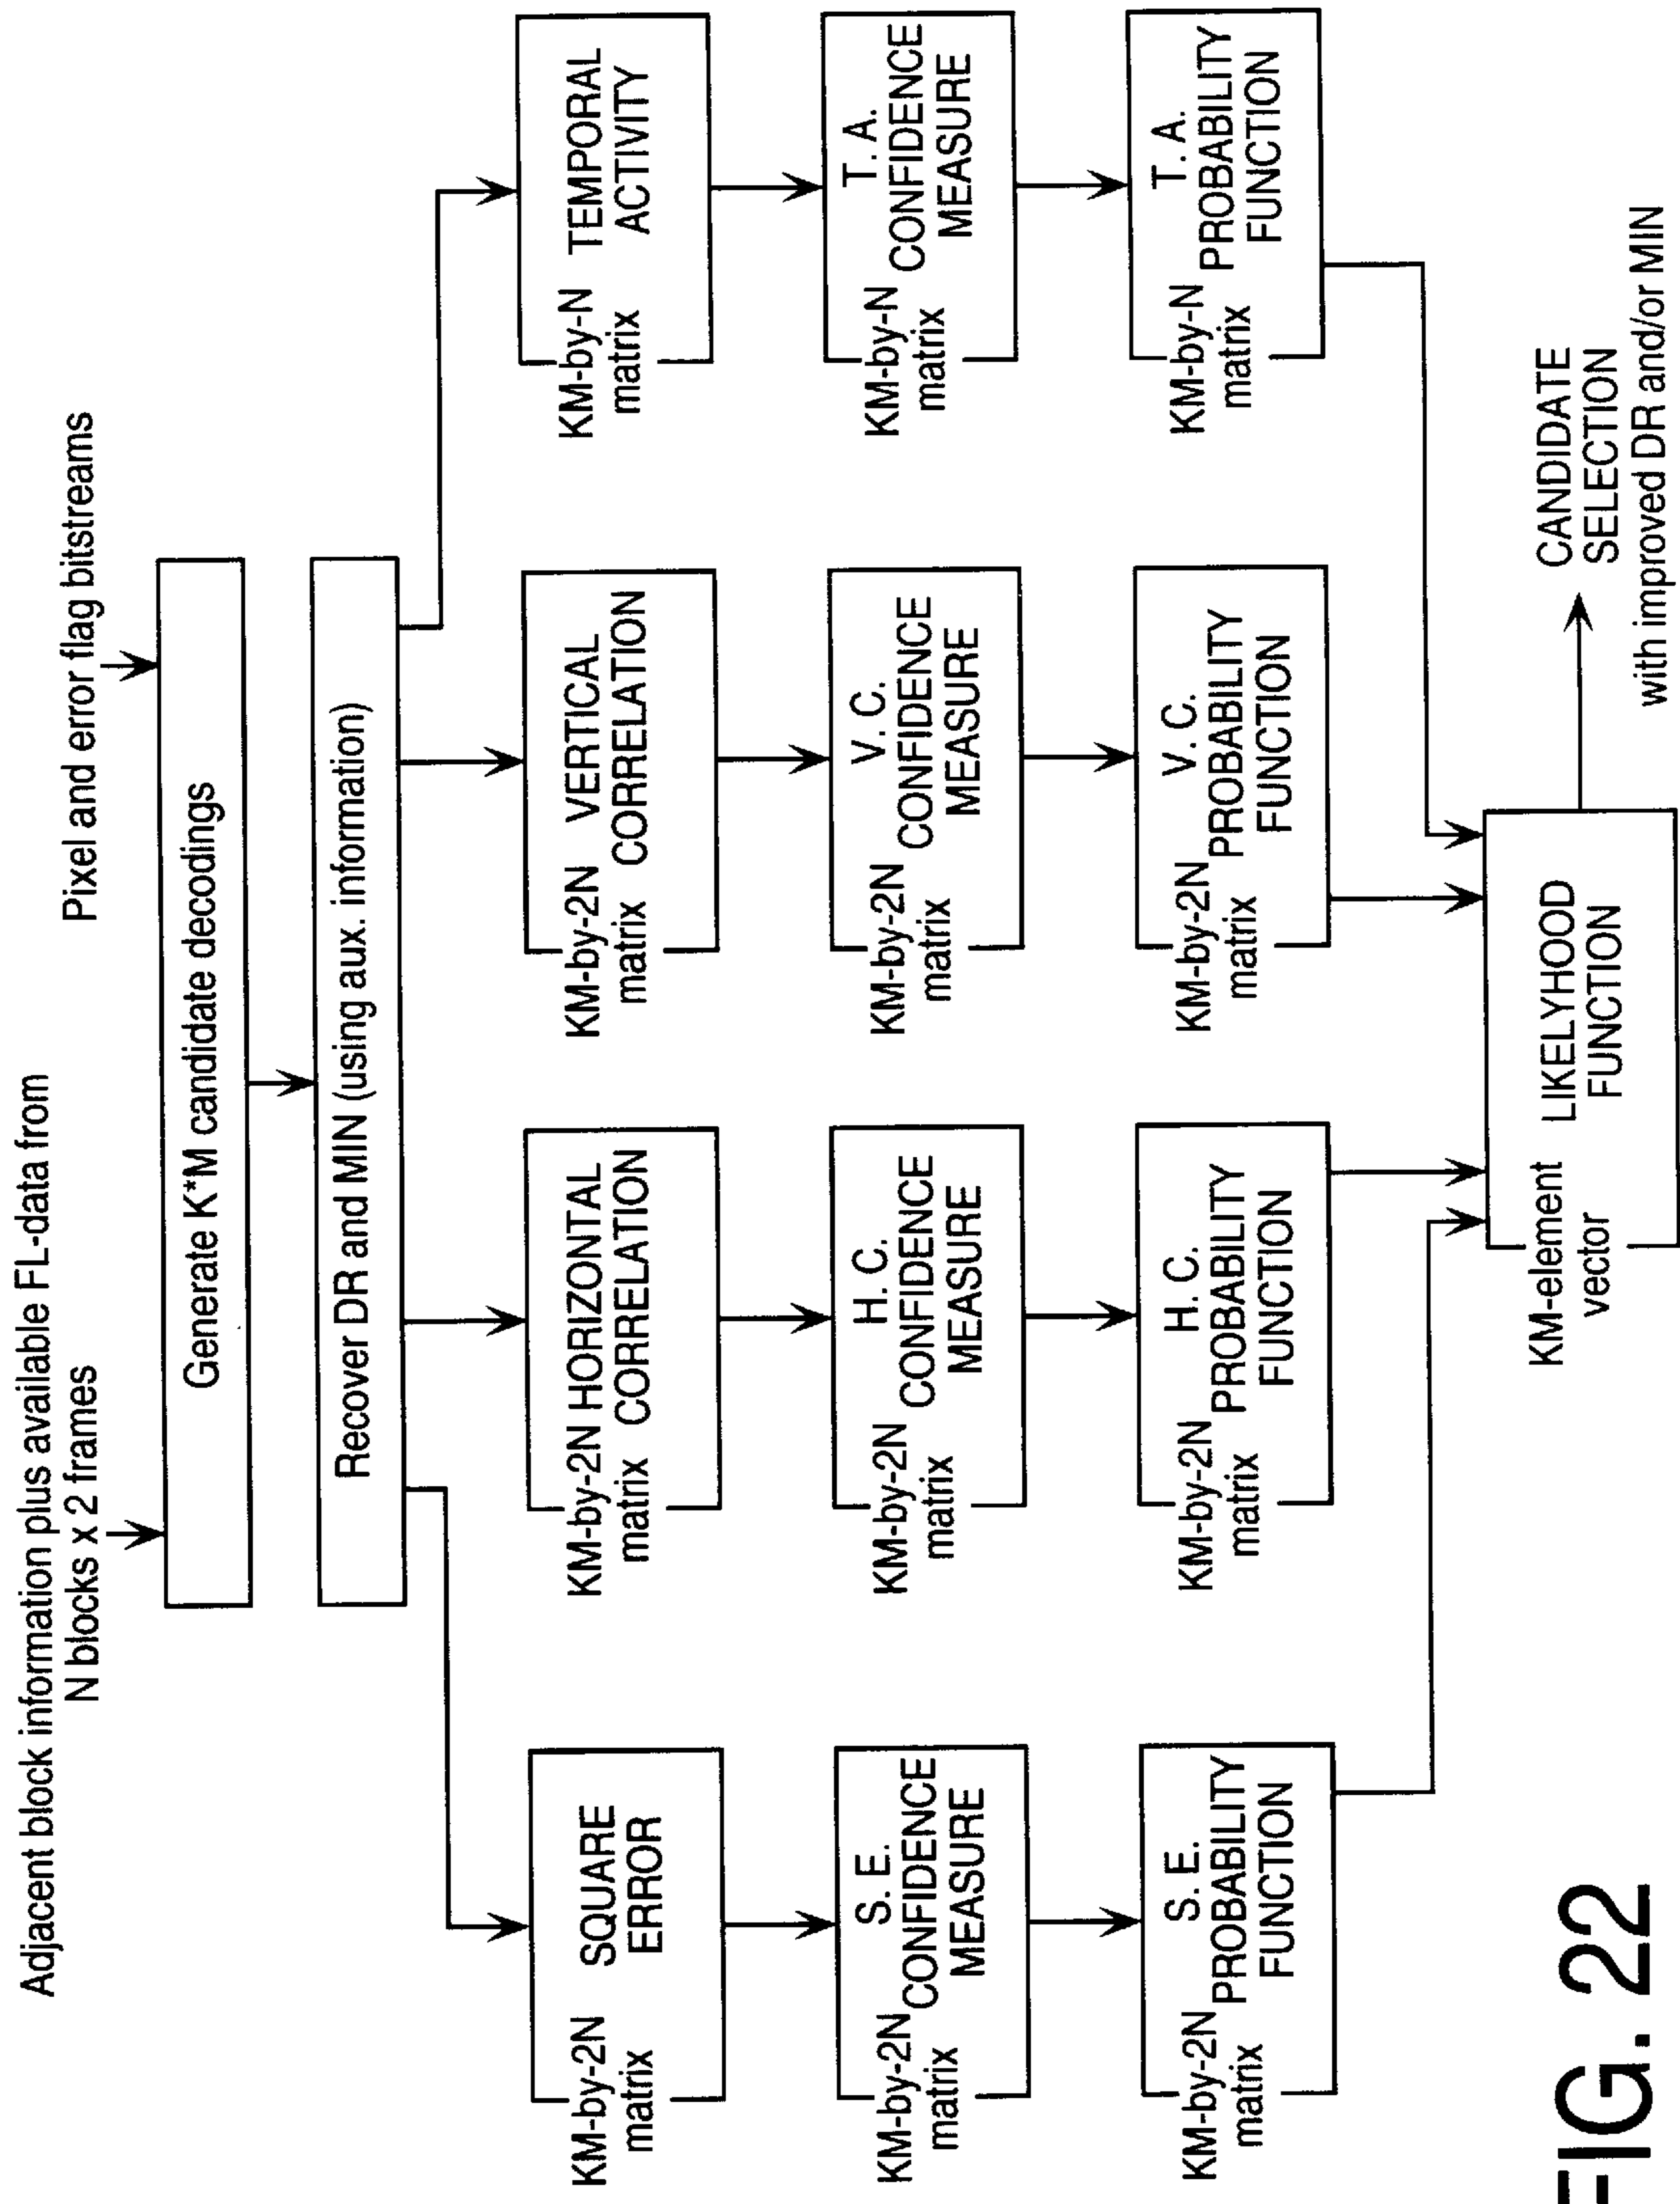 Adjacent block information plus available FL-data from
N blocks x 2 frames
Pixel and error flag bitstreams
Generate K*M candidate decodings
Recover DR and MIN (using aux. information)
KM-by-2N
matrix
SQUARE
ERROR
KM-by-2N
matrix
HORIZONTAL
CORRELATION
KM-by-2N
matrix
VERTICAL
CORRELATION
KM-by-N
matrix
TEMPORAL
ACTIVITY
KM-by-2N
matrix
S. E.
CONFIDENCE
MEASURE
KM-by-2N
matrix
H. C.
CONFIDENCE
MEASURE
KM-by-2N
matrix
V. C.
CONFIDENCE
MEASURE
KM-by-N
matrix
T. A.
CONFIDENCE
MEASURE
KM-by-2N
matrix
S. E.
PROBABILITY
FUNCTION
KM-by-2N
matrix
H. C.
PROBABILITY
FUNCTION
KM-by-2N
matrix
V. C.
PROBABILITY
FUNCTION
KM-by-N
matrix
T. A.
PROBABILITY
FUNCTION
KM-element
vector
LIKELYHOOD
FUNCTION
CANDIDATE
SELECTION
with improved DR and/or MIN
FIG. 22